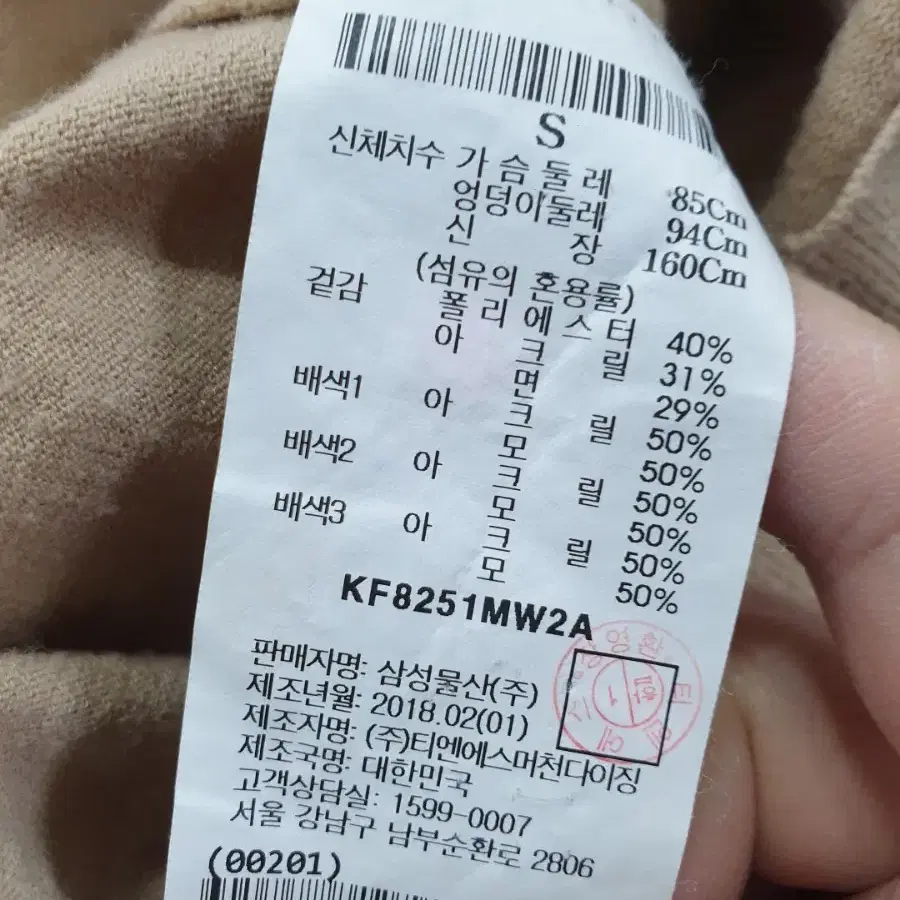 S
신체치수 가슴둘레 85Cm
엉덩이둘레 94Cm
신장 160Cm
(섬유의 혼용률)
겉감 폴리에스터 40%
아크릴 31%
면 29%
배색1 아크릴 50%
모 50%
배색2 아크릴 50%
모 50%
배색3 아크릴 50%
모 50%
KF8251MW2A
판매자명: 삼성물산(주)
제조년월: 2018.02(01)
제조자명: (주)티엔에스머천다이징
제조국명: 대한민국
고객상담실: 1599-0007
서울 강남구 남부순환로 2806
(00201)